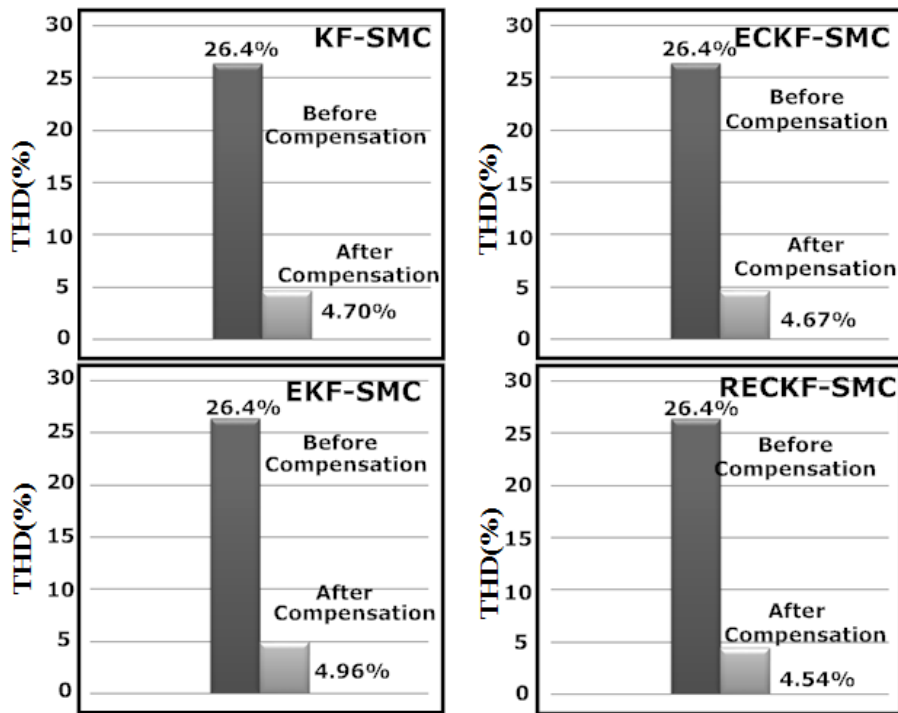 KF-SMC
30
25
20
15
10
5
0
THD(%)
26.4%
Before
Compensation
After
Compensation
4.70%
ECKF-SMC
30
25
20
15
10
5
0
THD(%)
26.4%
Before
Compensation
After
Compensation
4.67%
EKF-SMC
30
25
20
15
10
5
0
THD(%)
26.4%
Before
Compensation
After
Compensation
4.96%
RECKF-SMC
30
25
20
15
10
5
0
THD(%)
26.4%
Before
Compensation
After
Compensation
4.54%